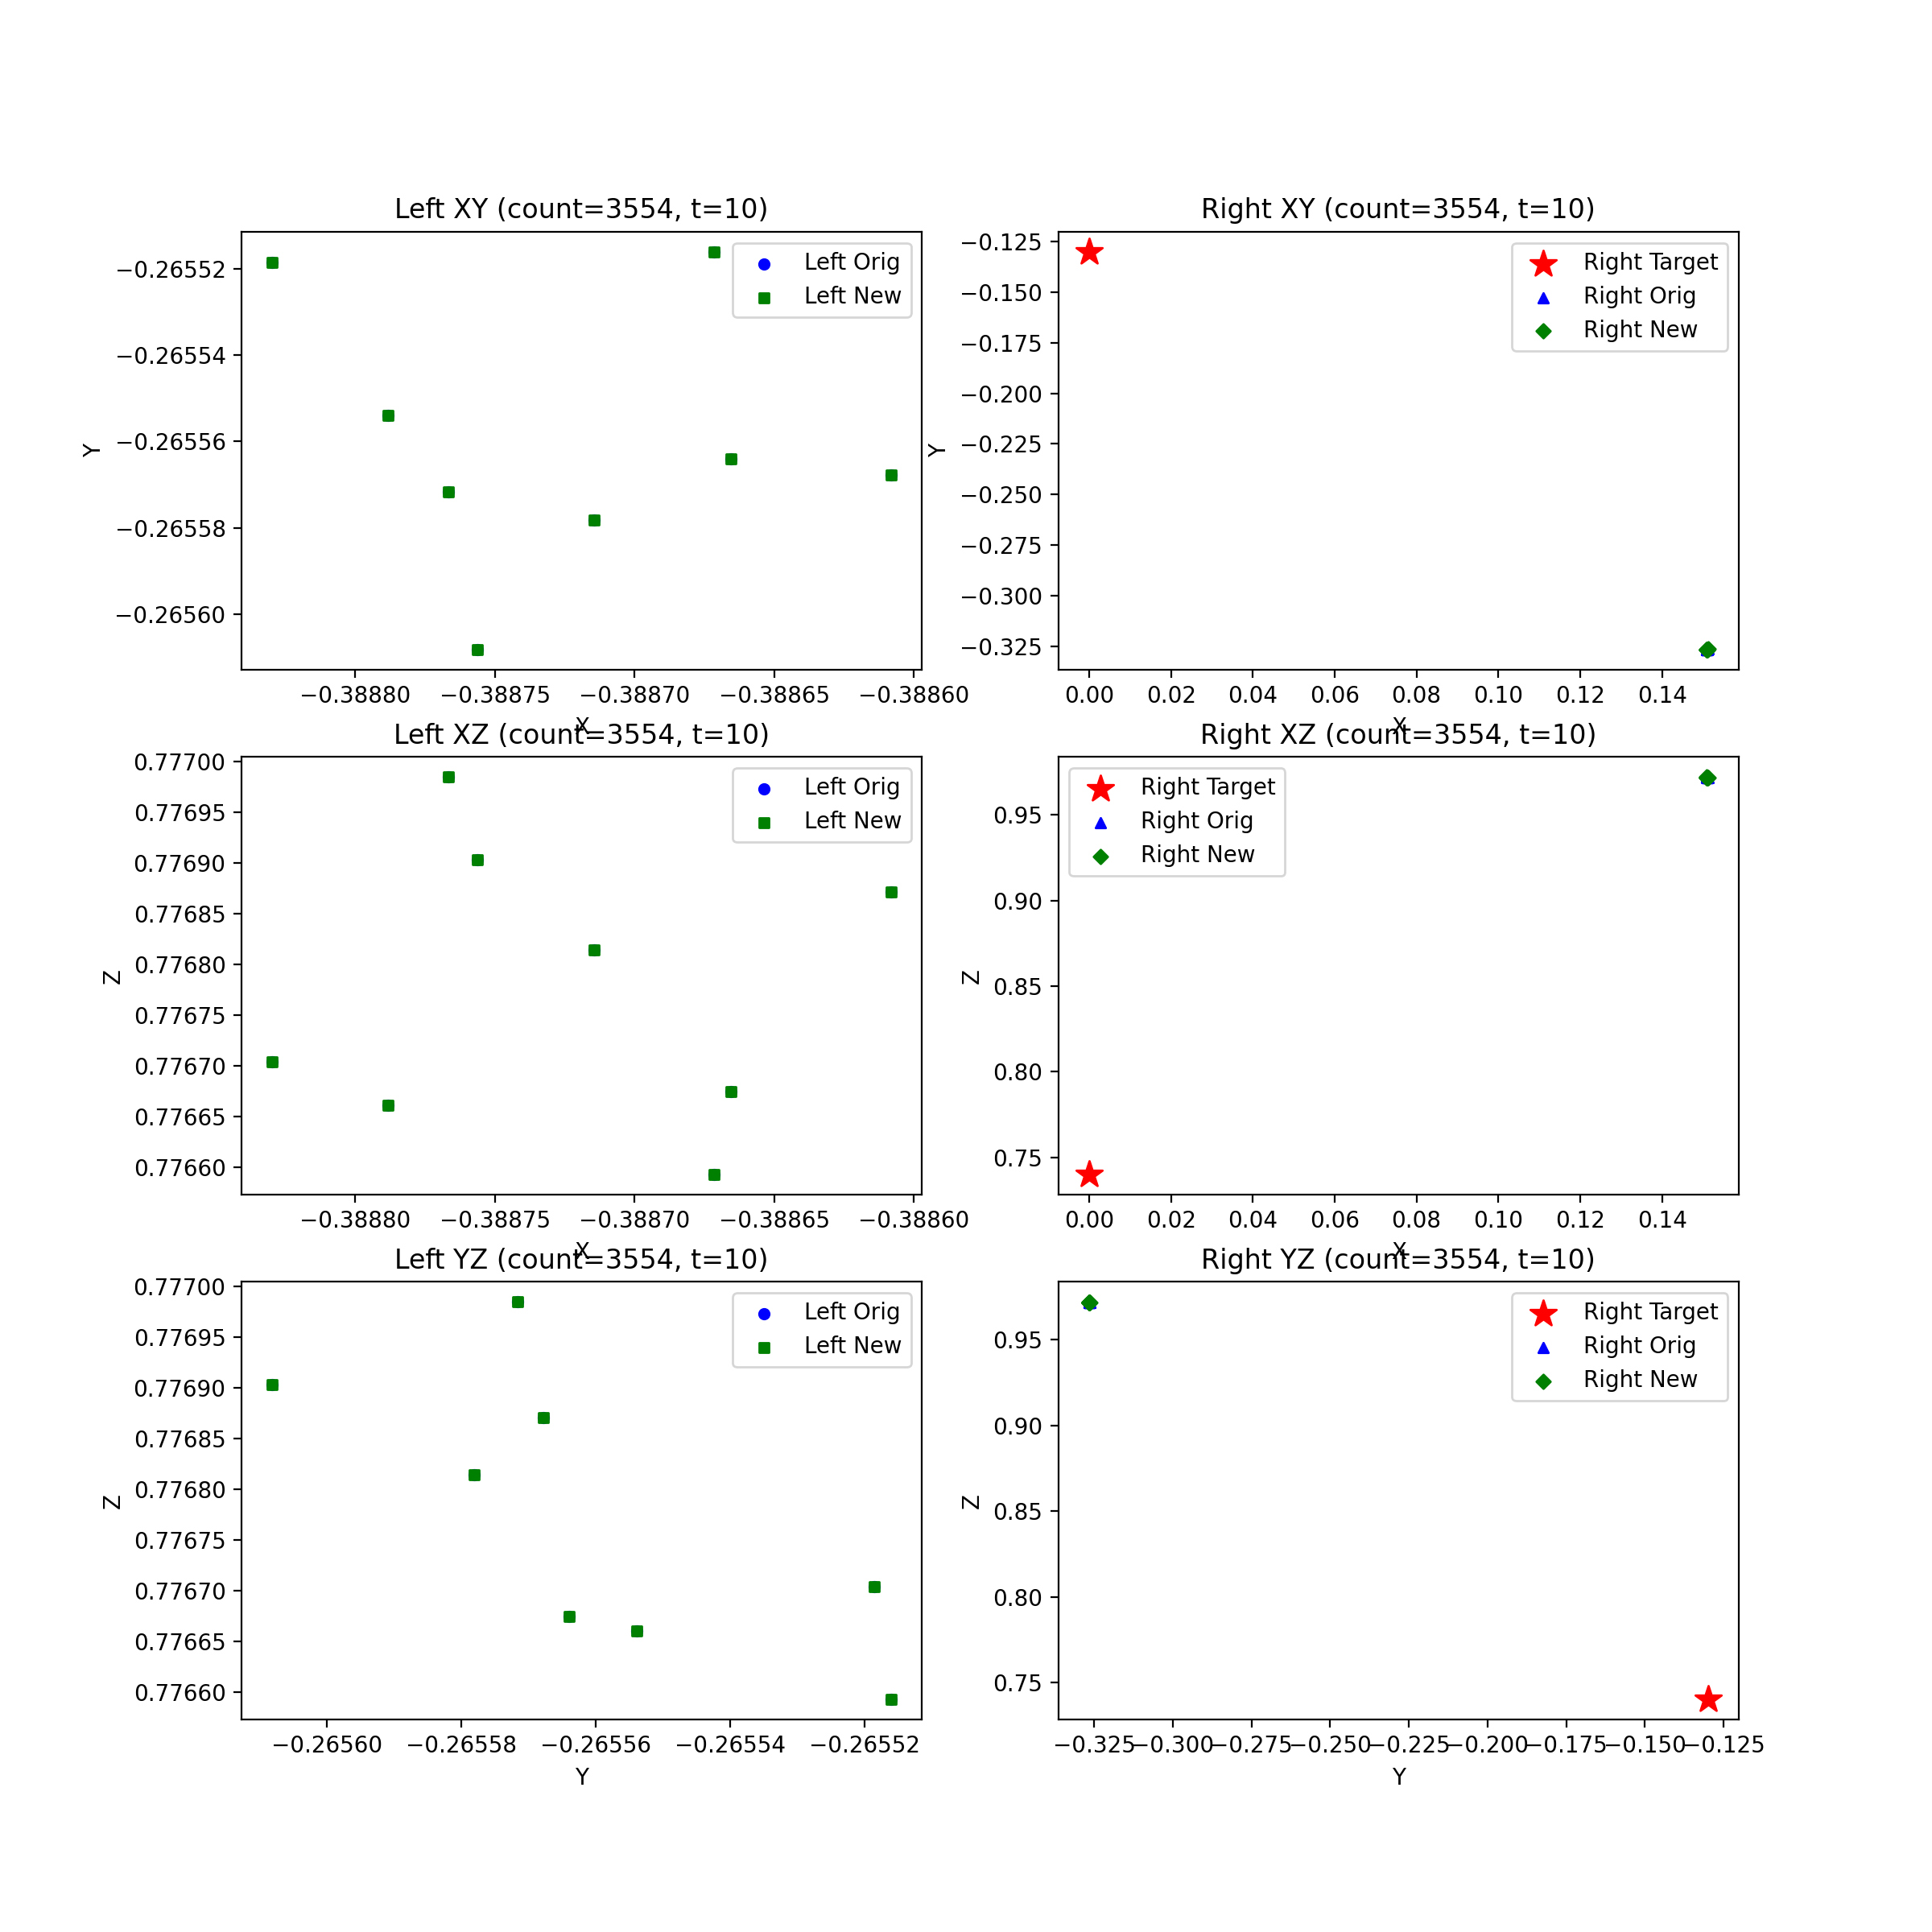 Left XY (count=3554, t=10)
Right XY (count=3554, t=10)
−0.26552
−0.26554
−0.26556
−0.26558
−0.26560
Y
Left Orig
Left New
−0.38880
−0.38875
−0.38870
−0.38865
−0.38860
X
−0.125
−0.150
−0.175
−0.200
−0.225
−0.250
−0.275
−0.300
−0.325
Y
Right Target
Right Orig
Right New
0.00
0.02
0.04
0.06
0.08
0.10
0.12
0.14
X
Left XZ (count=3554, t=10)
Right XZ (count=3554, t=10)
0.77700
0.77695
0.77690
0.77685
0.77680
0.77675
0.77670
0.77665
0.77660
Z
Left Orig
Left New
−0.38880
−0.38875
−0.38870
−0.38865
−0.38860
X
0.95
0.90
0.85
0.80
0.75
Z
Right Target
Right Orig
Right New
0.00
0.02
0.04
0.06
0.08
0.10
0.12
0.14
X
Left YZ (count=3554, t=10)
Right YZ (count=3554, t=10)
0.77700
0.77695
0.77690
0.77685
0.77680
0.77675
0.77670
0.77665
0.77660
Z
Left Orig
Left New
−0.26560
−0.26558
−0.26556
−0.26554
−0.26552
Y
0.95
0.90
0.85
0.80
0.75
Z
Right Target
Right Orig
Right New
−0.325
−0.300
−0.275
−0.250
−0.225
−0.200
−0.175
−0.150
−0.125
Y